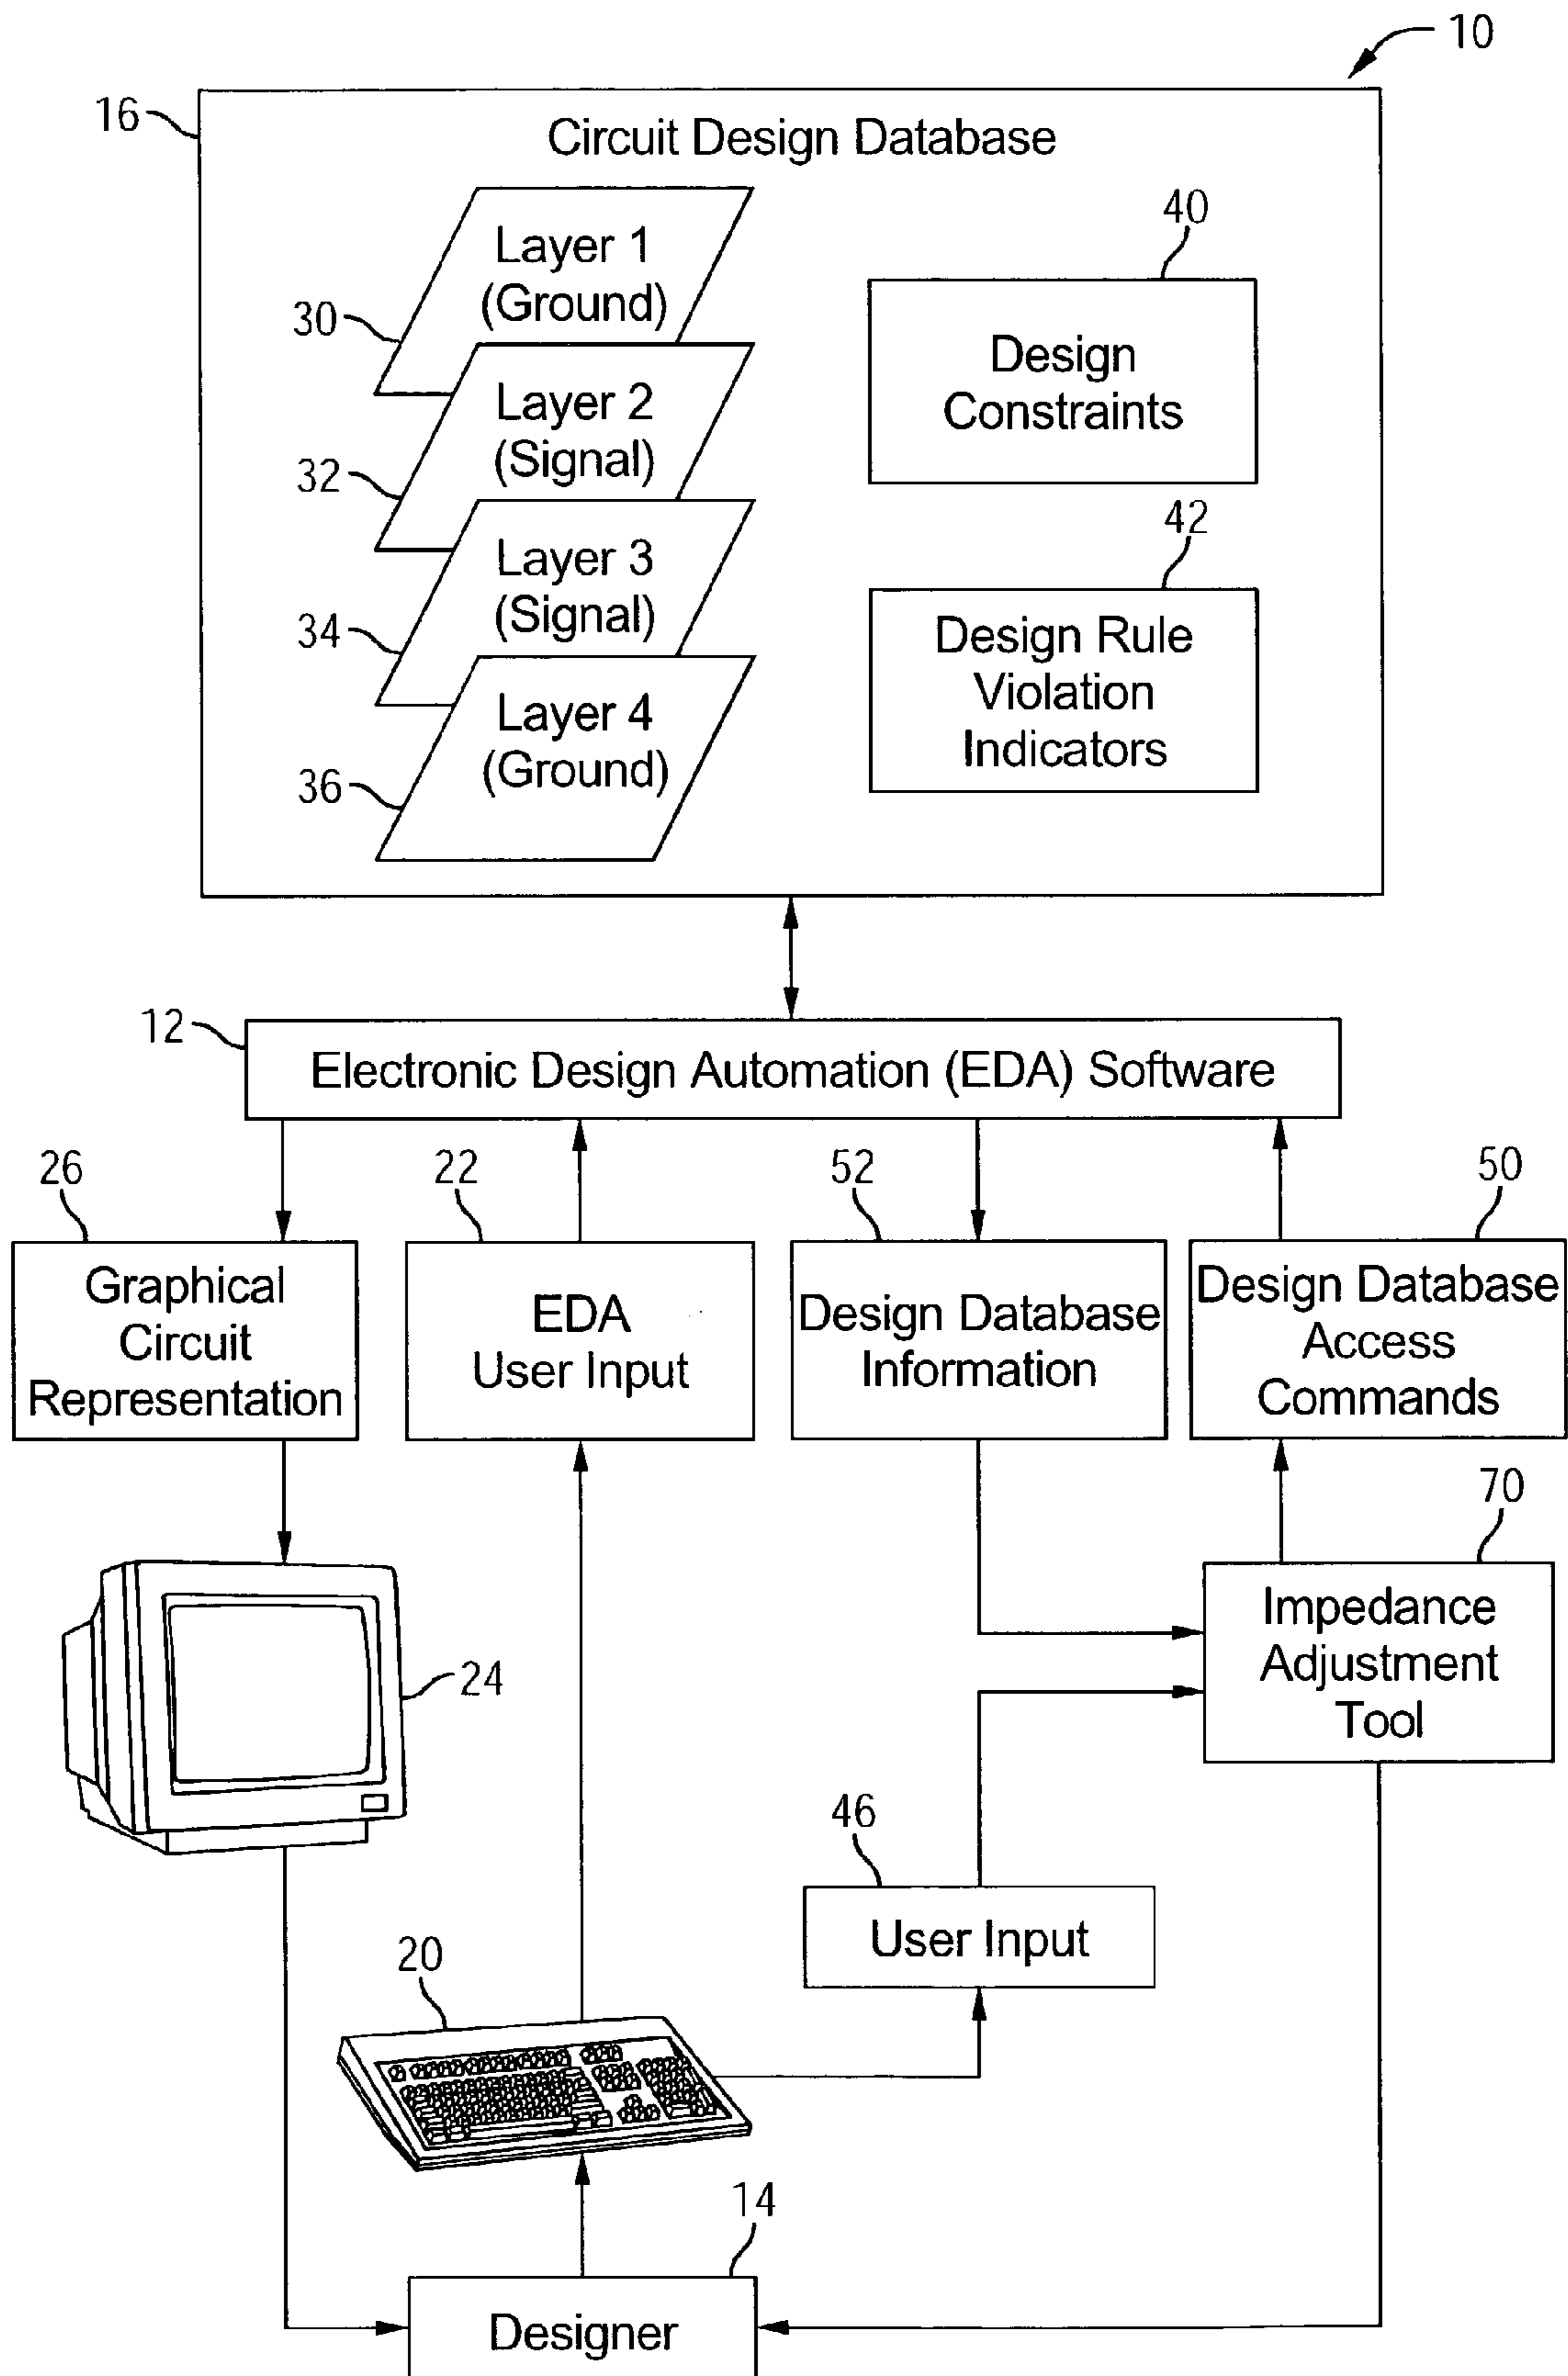 10
16
Circuit Design Database
Layer 1
(Ground)
30
Layer 2
(Signal)
32
Layer 3
(Signal)
34
Layer 4
(Ground)
36
40
Design
Constraints
42
Design Rule
Violation
Indicators
12
Electronic Design Automation (EDA) Software
26
Graphical
Circuit
Representation
22
EDA
User Input
52
Design Database
Information
50
Design Database
Access
Commands
70
Impedance
Adjustment
Tool
24
46
User Input
20
14
Designer